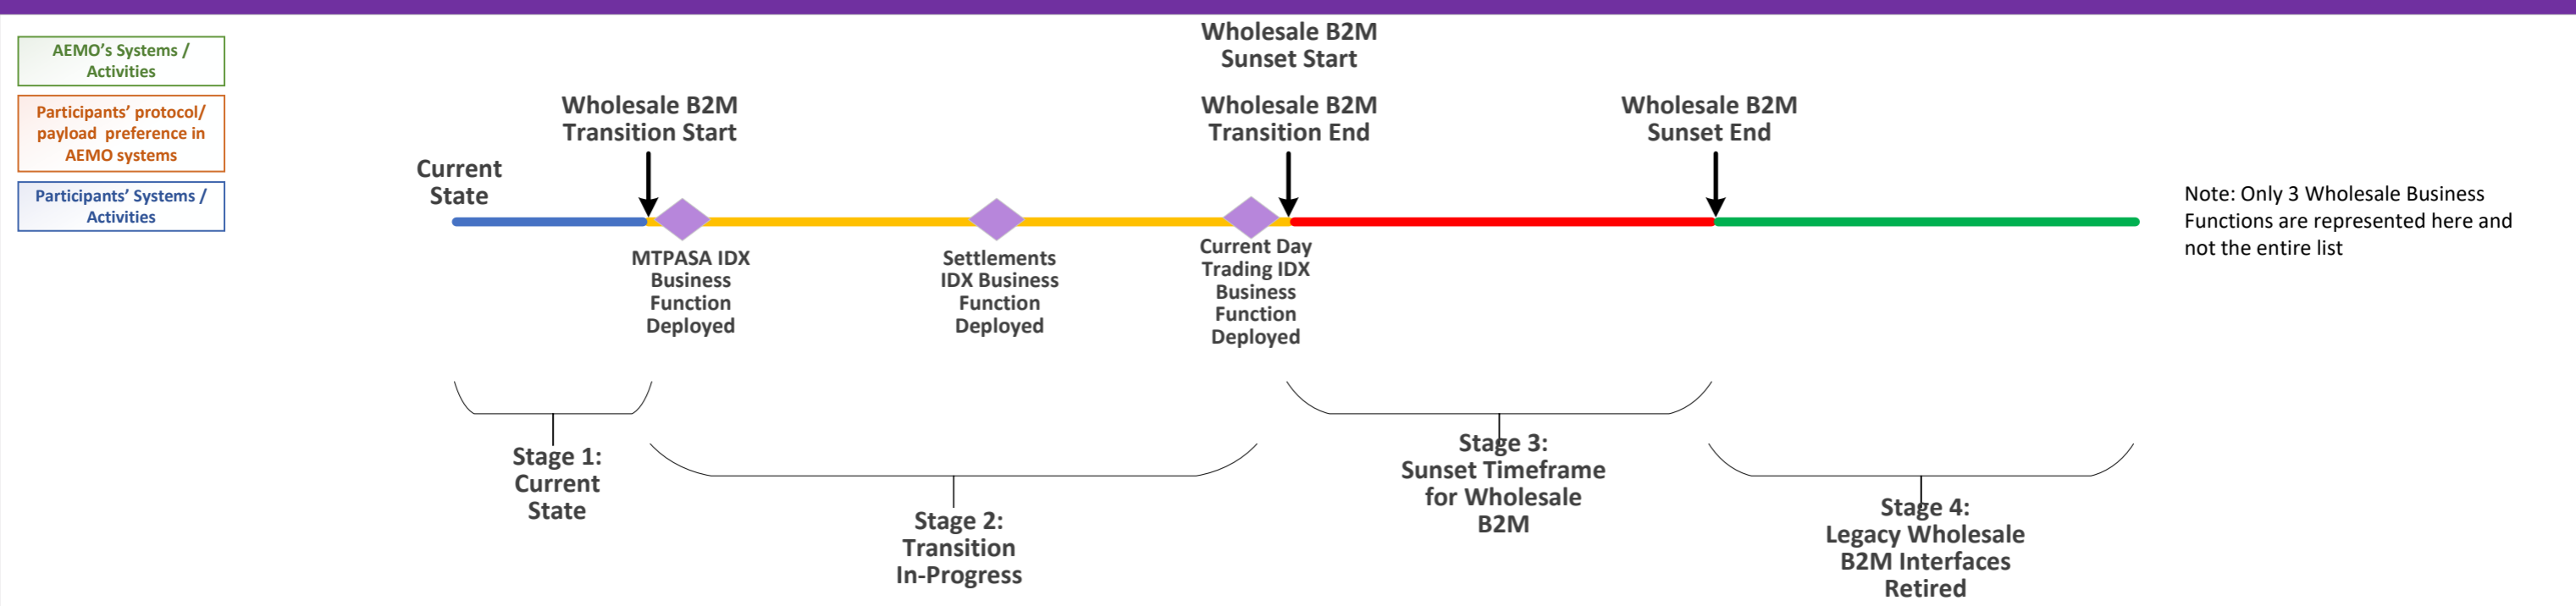 AEMO's Systems /
Activities
Participants' protocol/
payload  preference in
AEMO systems
Participants' Systems /
Activities
Current
State
Wholesale B2M
Transition Start
Wholesale B2M
Sunset Start
Wholesale B2M
Transition End
Wholesale B2M
Sunset End
MTPASA IDX
Business
Function
Deployed
Settlements
IDX Business
Function
Deployed
Current Day
Trading IDX
Business
Function
Deployed
Note: Only 3 Wholesale Business
Functions are represented here and
not the entire list
Stage 1:
Current
State
Stage 2:
Transition
In-Progress
Stage 3:
Sunset Timeframe
for Wholesale
B2M
Stage 4:
Legacy Wholesale
B2M Interfaces
Retired